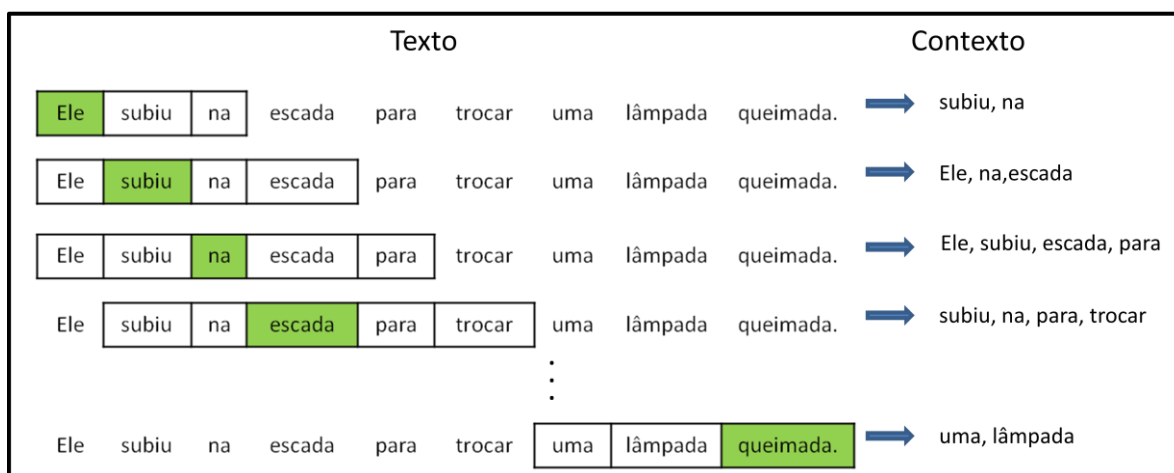 Texto Contexto
Ele subiu na escada para trocar uma lâmpada queimada. subiu, na
Ele subiu na escada para trocar uma lâmpada queimada. Ele, na,escada
Ele subiu na escada para trocar uma lâmpada queimada. Ele, subiu, escada, para
Ele subiu na escada para trocar uma lâmpada queimada. subiu, na, para, trocar
Ele subiu na escada para trocar uma lâmpada queimada. uma, lâmpada